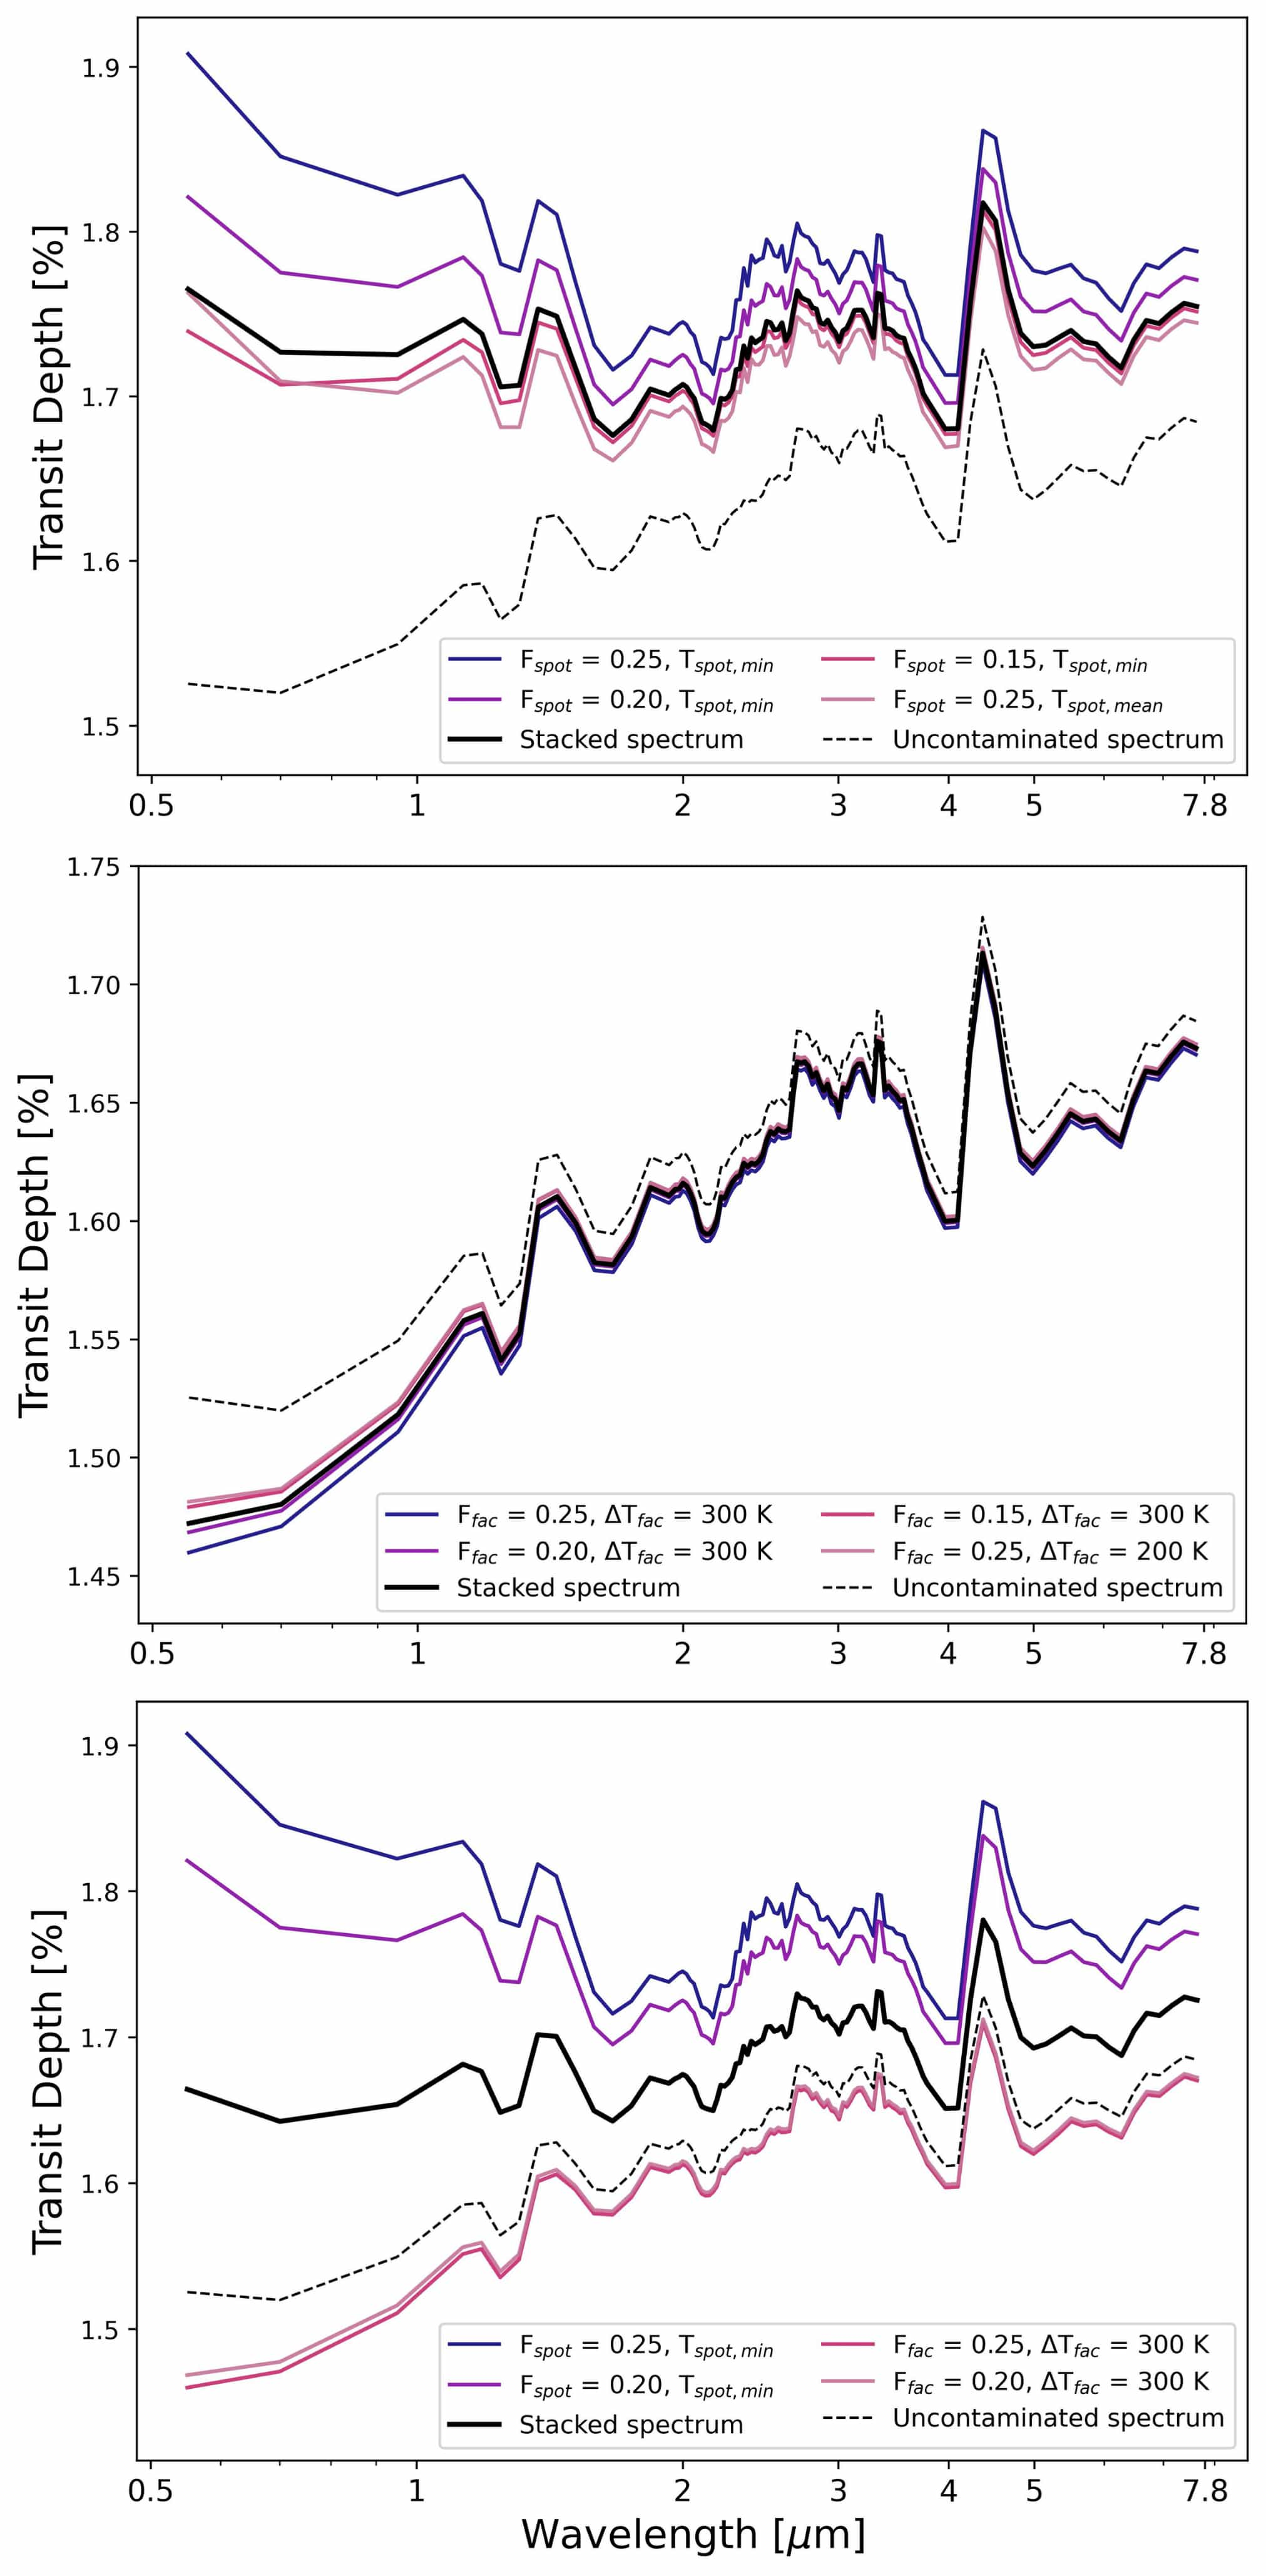 1.9
1.8
1.7
1.6
1.5
Transit Depth [%]
F_spot = 0.25, T_spot, min
F_spot = 0.20, T_spot, min
Stacked spectrum
F_spot = 0.15, T_spot, min
F_spot = 0.25, T_spot, mean
Uncontaminated spectrum
0.5 1 2 3 4 5 7.8
1.75
1.70
1.65
1.60
1.55
1.50
1.45
Transit Depth [%]
F_fac = 0.25, ΔT_fac = 300 K
F_fac = 0.20, ΔT_fac = 300 K
Stacked spectrum
F_fac = 0.15, ΔT_fac = 300 K
F_fac = 0.25, ΔT_fac = 200 K
Uncontaminated spectrum
0.5 1 2 3 4 5 7.8
1.9
1.8
1.7
1.6
1.5
Transit Depth [%]
F_spot = 0.25, T_spot, min
F_spot = 0.20, T_spot, min
Stacked spectrum
F_fac = 0.25, ΔT_fac = 300 K
F_fac = 0.20, ΔT_fac = 300 K
Uncontaminated spectrum
0.5 1 2 3 4 5 7.8
Wavelength [μm]